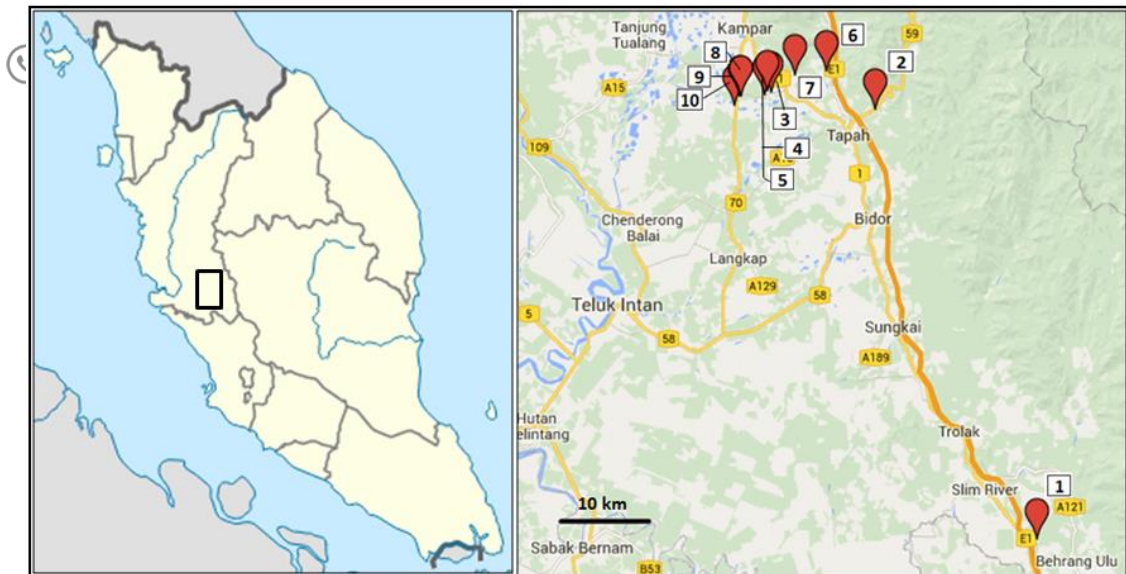 Tanjung
Tualang
Kampar
59
8
6
2
9
E1
1
7
10
A15
3
Tapah
4
109
5
1
70
Bidor
Chenderong
Balai
Langkap
A129
58
Teluk Intan
5
58
Sungkai
A189
Hutan
elintang
Trolak
Slim River
1
A121
10 km
E1
Sabak Bernam
Behrang Ulu
B53